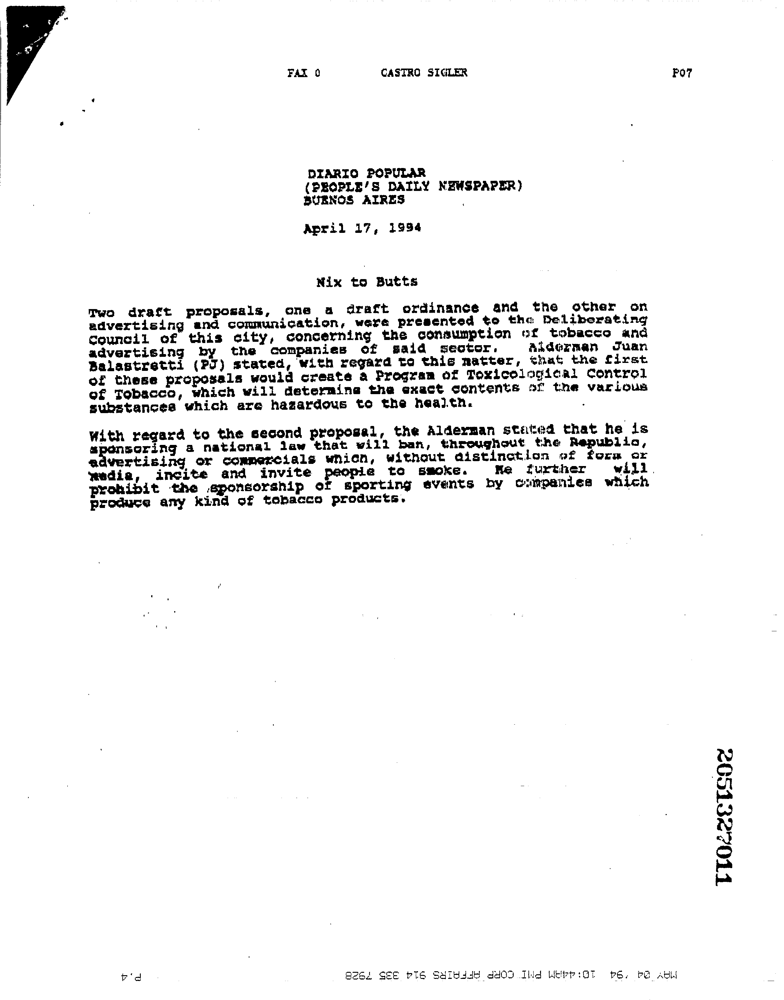 FAX 0 CASTRO SIGLER P07
DIARIO POPULAR
(PEOPLE'S DAILY NEWSPAPER)
BUENOS AIRES
April 17, 1994
Nix to Butts
Two draft proposals, one a draft ordinance and the other on
advertising and communication, were presented to the Deliberating
Council of this city, concerning the consumption of tobacco and
advertising by the companies of said sector. Alderman Juan
Balastretti (PJ) stated, with regard to this matter, that the first
of these proposals would create a Program of Toxicological Control
of Tobacco, which will determine the exact contents of the various
substances which are hazardous to the health.
With regard to the second proposal, the Alderman stated that he is
sponsoring a national law that will ban, throughout the Republic,
advertising or commercials which, without distinction of form or
media, incite and invite people to smoke. He further will
prohibit the sponsorship of sporting events by companies which
produce any kind of tobacco products.
2051327011
MAY 04 '94 10:44AM PMI CORP AFFAIRS 914 335 7928 P.4